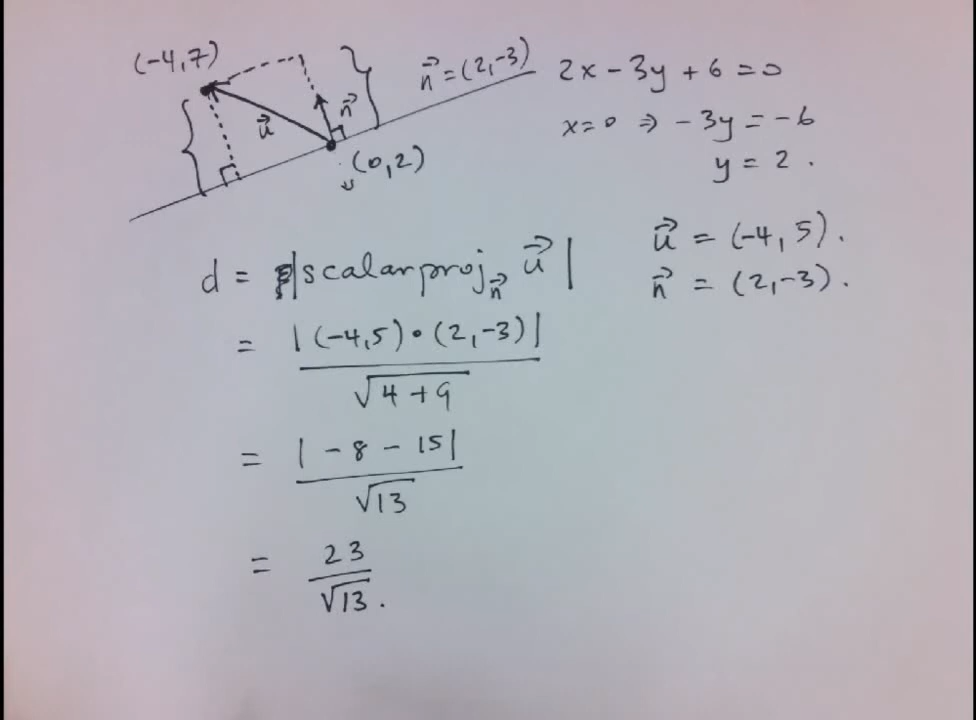 (-4,7)
n⃗ = (2,-3)
2x - 3y + 6 = 0
u⃗
n⃗
x = 0 ⇒ -3y = -6
(0,2)
y = 2 .
u⃗ = (-4, 5).
n⃗ = (2,-3).
d = |scalarproj_n⃗ u⃗|
= |(-4,5)•(2,-3)|
√4+9
= |-8-15|
√13
= 23
√13.